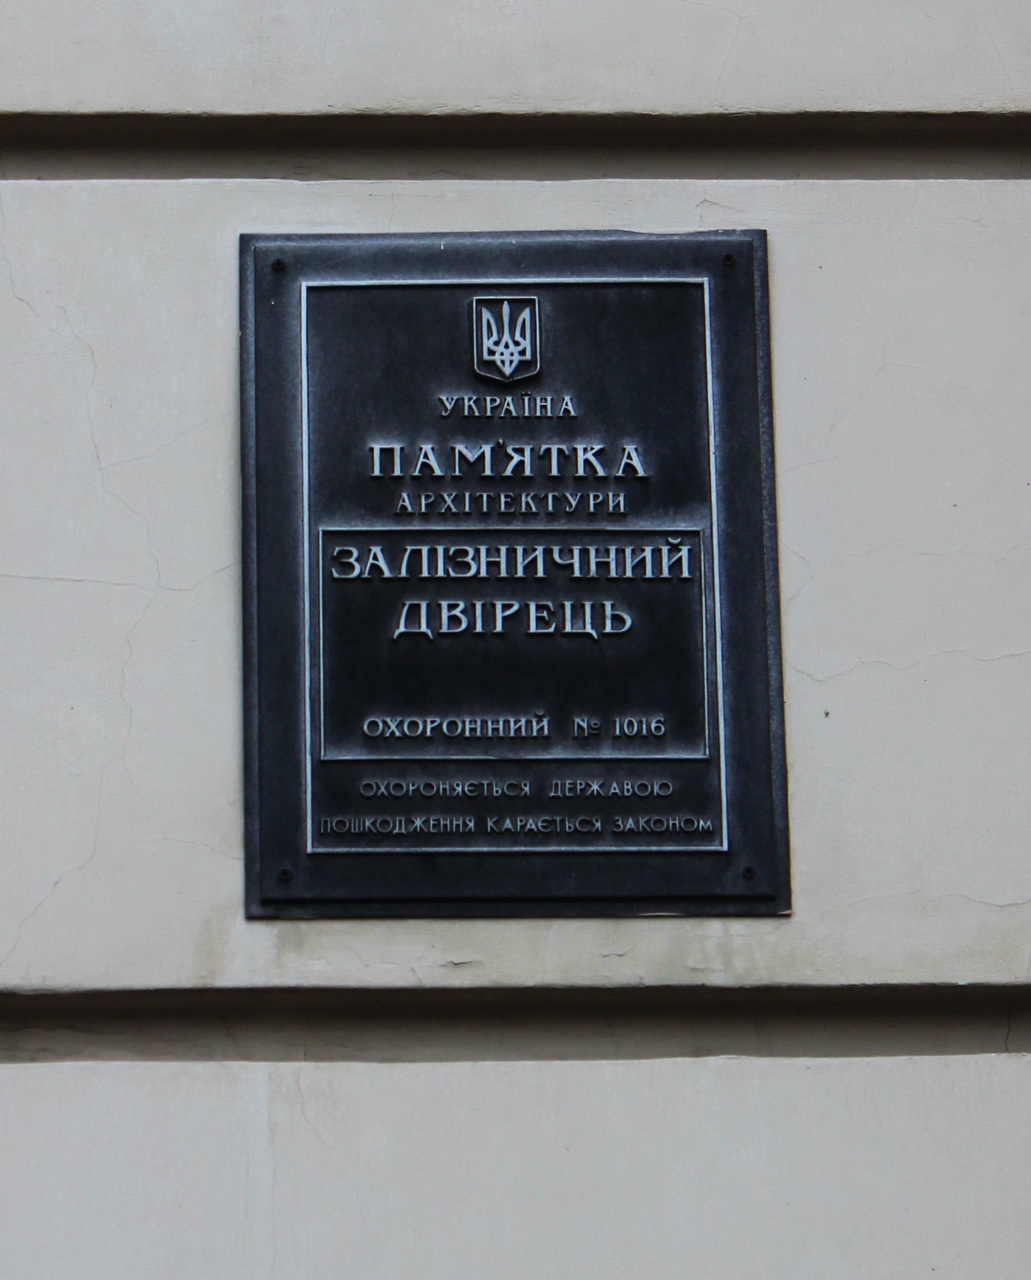 УКРАЇНА
ПАМ'ЯТКА
АРХІТЕКТУРИ
ЗАЛІЗНИЧНИЙ
ДВІРЕЦЬ
ОХОРОННИЙ № 1016
ОХОРОНЯЄТЬСЯ ДЕРЖАВОЮ
ПОШКОДЖЕННЯ КАРАЄТЬСЯ ЗАКОНОМ